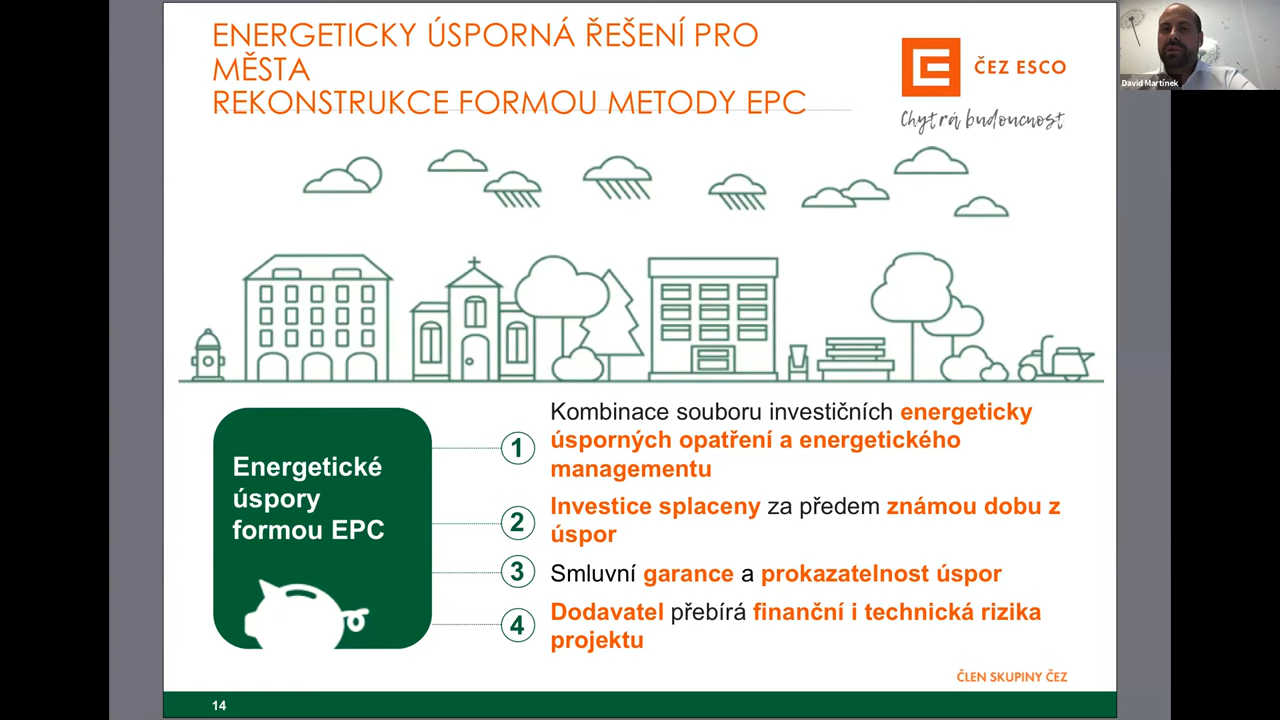 ENERGETICKY ÚSPORNÁ ŘEŠENÍ PRO
MĚSTA
REKONSTRUKCE FORMOU METODY EPC
ČEZ ESCO
Chytrá budoucnost
David Martínek
Energetické
úspory
formou EPC
1
Kombinace souboru investičních energeticky
úsporných opatření a energetického
managementu
2
Investice splaceny za předem známou dobu z
úspor
3
Smluvní garance a prokazatelnost úspor
4
Dodavatel přebírá finanční i technická rizika
projektu
ČLEN SKUPINY ČEZ
14